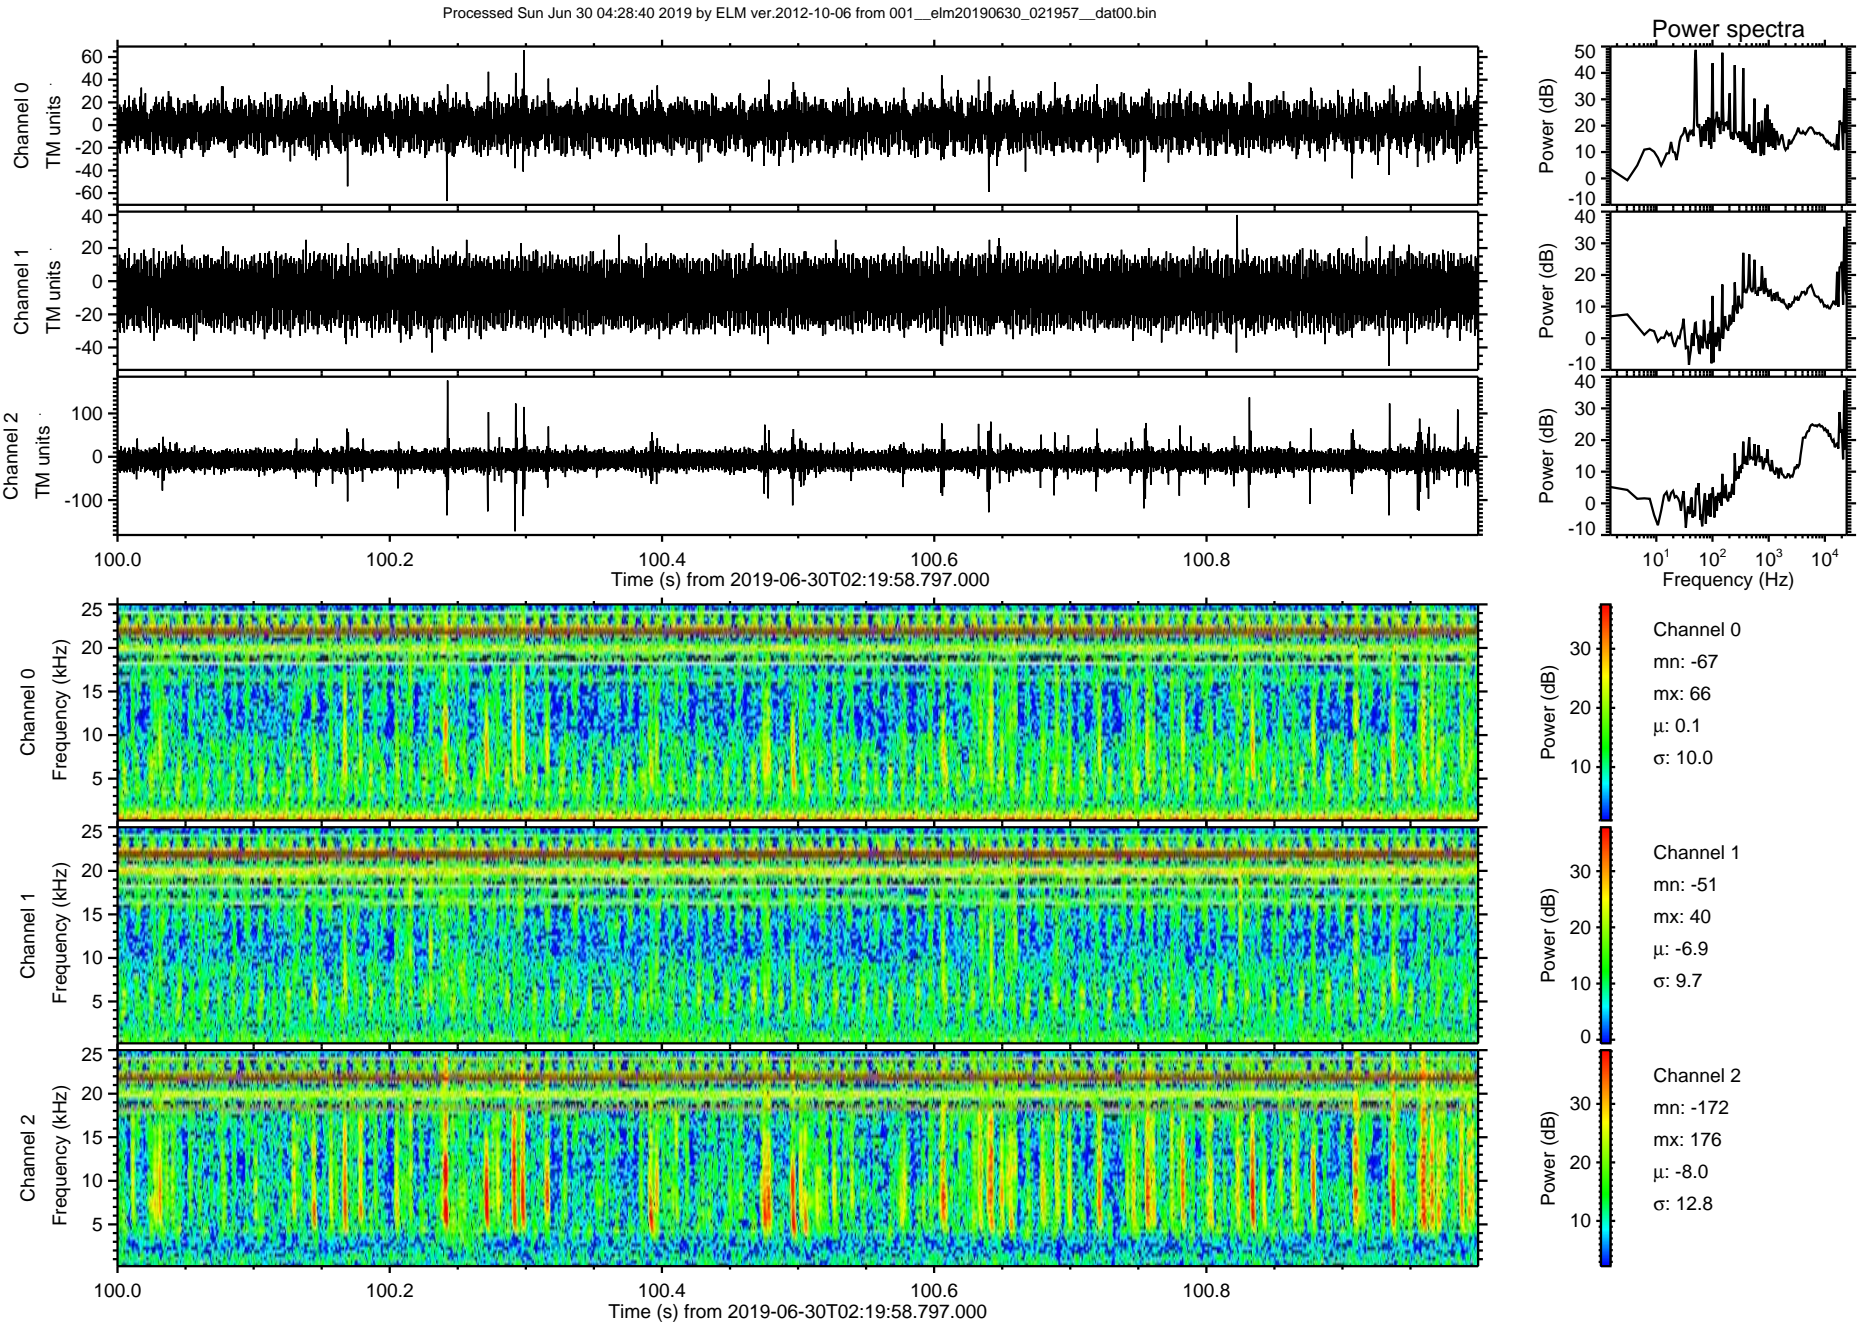 Processed Sun Jun 30 04:28:40 2019 by ELM ver.2012-10-06 from 001__elm20190630_021957__dat00.bin
Power spectra
Channel 0
TM units
60
40
20
0
-20
-40
-60
Power (dB)
50
40
30
20
10
0
-10
Channel 1
TM units
40
20
0
-20
-40
Power (dB)
40
30
20
10
0
-10
Channel 2
TM units
100
0
-100
Power (dB)
40
30
20
10
0
-10
100.0 100.2 100.4 100.6 100.8
Time (s) from 2019-06-30T02:19:58.797.000
10^1 10^2 10^3 10^4
Frequency (Hz)
Channel 0
Frequency (kHz)
25
20
15
10
5
Power (dB)
30
20
10
Channel 0
mn: -67
mx: 66
μ: 0.1
σ: 10.0
Channel 1
Frequency (kHz)
25
20
15
10
5
Power (dB)
30
20
10
0
Channel 1
mn: -51
mx: 40
μ: -6.9
σ: 9.7
Channel 2
Frequency (kHz)
25
20
15
10
5
Power (dB)
30
20
10
Channel 2
mn: -172
mx: 176
μ: -8.0
σ: 12.8
100.0 100.2 100.4 100.6 100.8
Time (s) from 2019-06-30T02:19:58.797.000